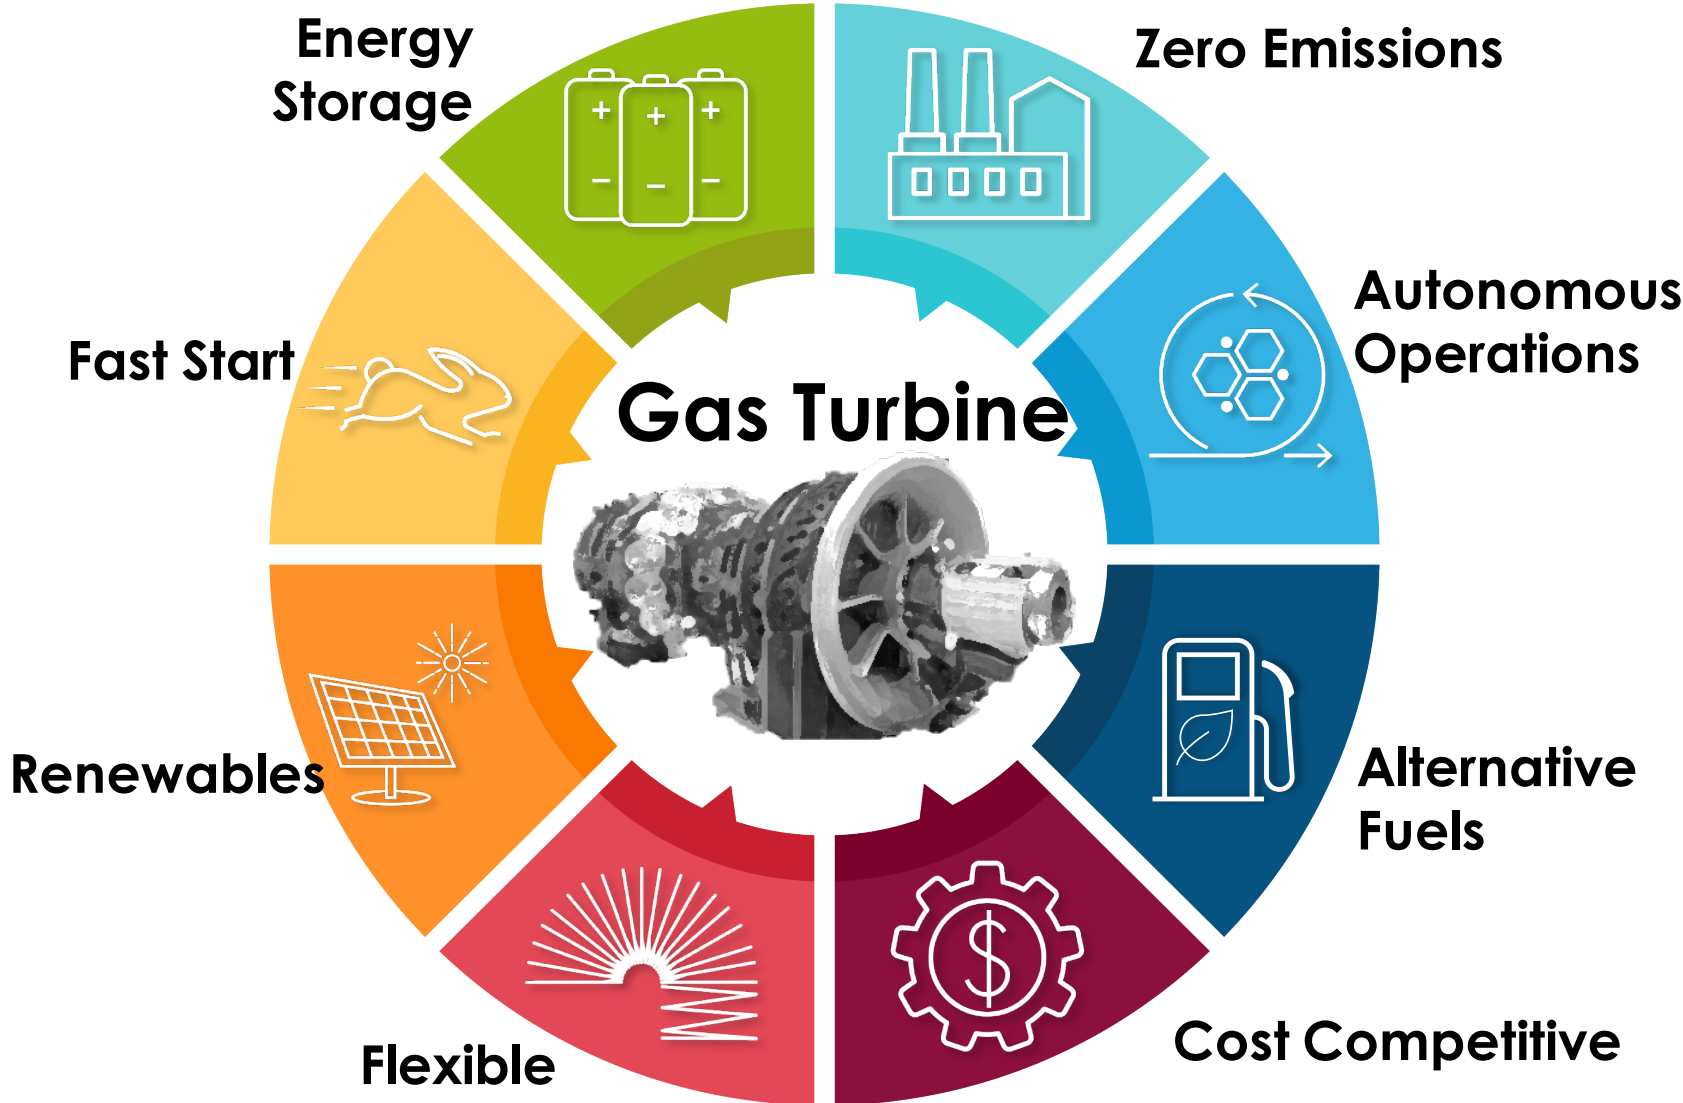 Energy
Storage
Zero Emissions
Autonomous
Operations
Fast Start
Gas Turbine
Renewables
Alternative
Fuels
Flexible
Cost Competitive
+
+
+
−
−
−
$